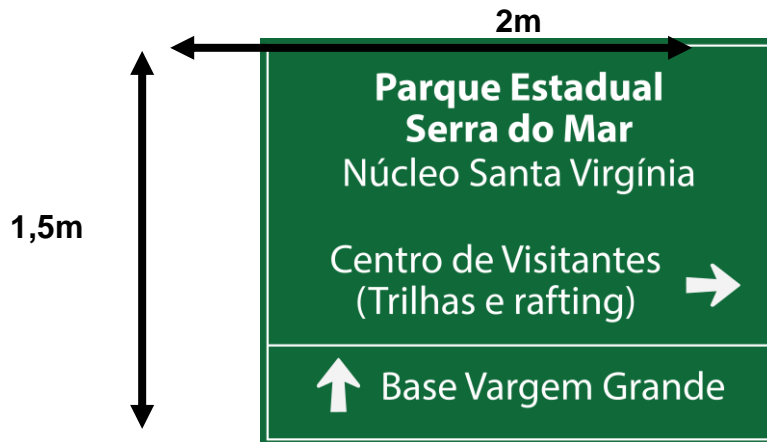 2m
Parque Estadual
Serra do Mar
Núcleo Santa Virgínia
1,5m
Centro de Visitantes
(Trilhas e rafting)
Base Vargem Grande